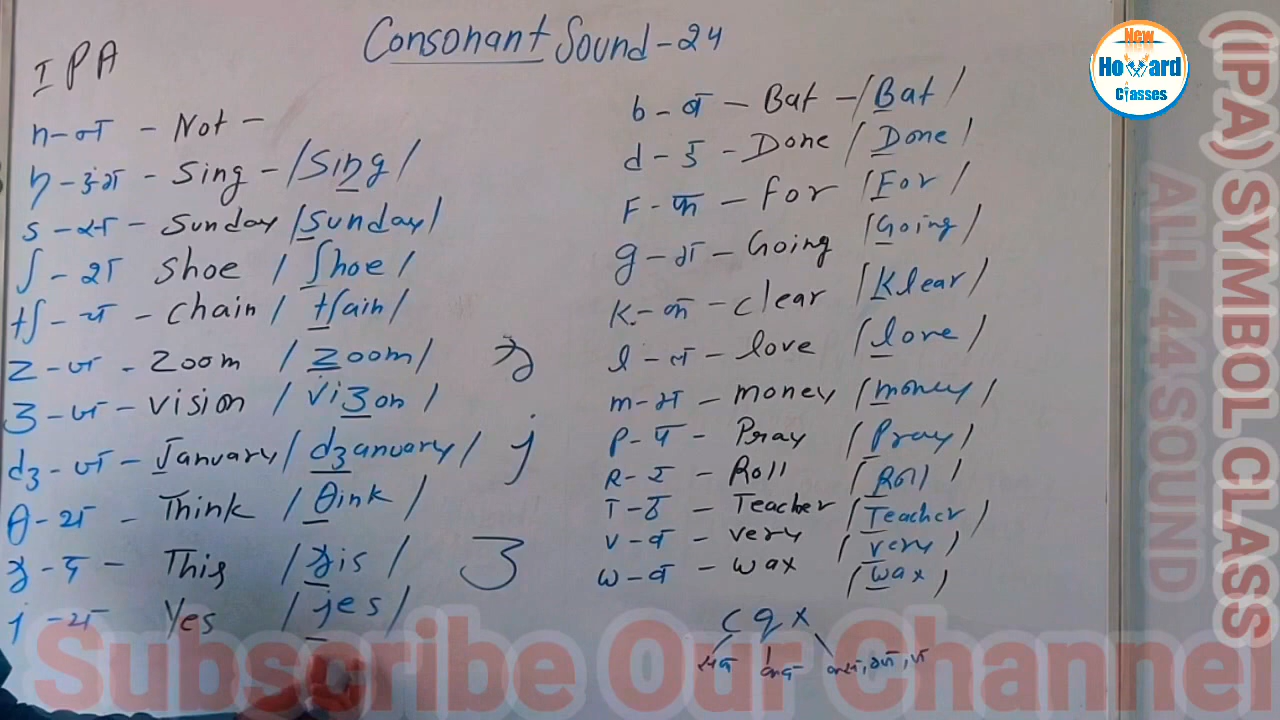 Consonant Sound - 24
IPA
n - न - Not -
ŋ - ङ्ग - Sing - /Sing/
s - स - Sunday /Sunday/
ʃ - श shoe / ʃhoe /
tʃ - च - chain / tʃain /
z - ज - Zoom / zoom /
ʒ - ज - vision / viʒon /
dʒ - ज - January / dʒanuary / j
θ - थ - Think / θink /
ð - द - This / ðis / 3
j - य Yes / jes /
b - ब - Bat - /Bat/
d - ड - Done /Done/
F - फ - For /For/
g - ग - Going /Going/
K - क - clear /Klear/
l - ल - love /love/
m - म - money /money/
P - प - Pray /Pray/
R - र - Roll /Roll/
T - ट - Teacher /Teacher/
v - व - very /very/
w - व - wax /wax/
c q x
New
Howard
Classes
(IPA) SYMBOL CLASS
ALL 44 SOUND
Subscribe Our Channel